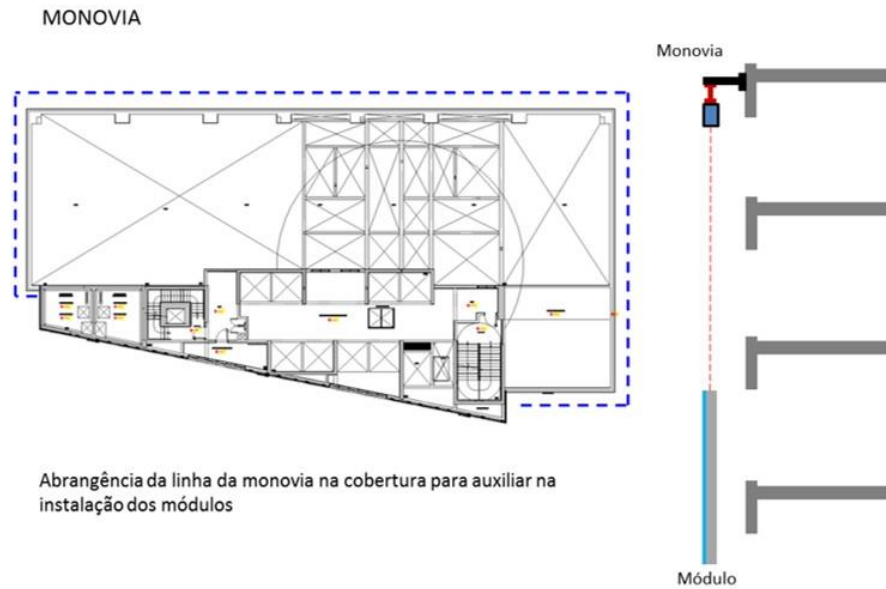 MONOVIA
Monovia
Abrangência da linha da monovia na cobertura para auxiliar na
instalação dos módulos
Módulo